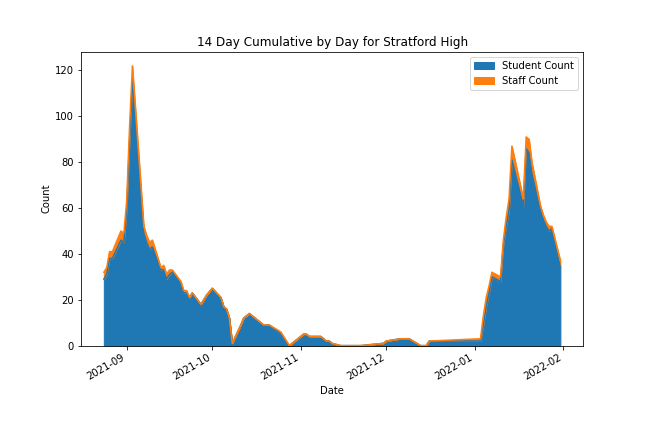 14 Day Cumulative by Day for Stratford High
Student Count
Staff Count
120
100
80
60
40
20
0
Count
2021-09
2021-10
2021-11
2021-12
2022-01
2022-02
Date